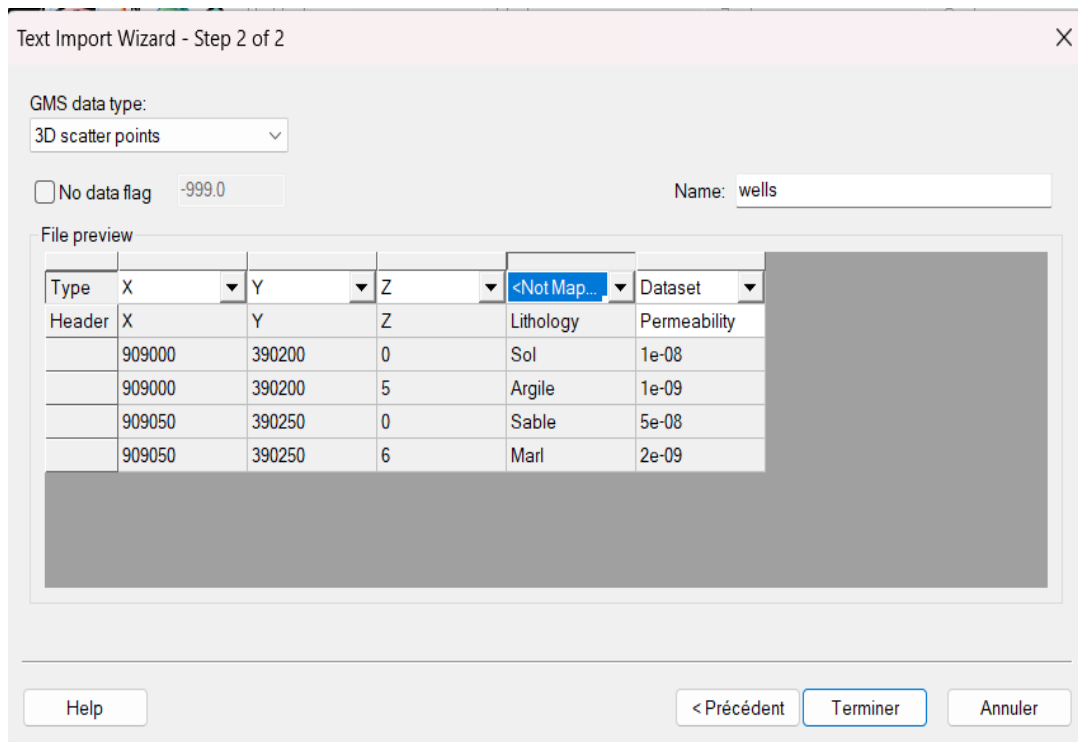 Text Import Wizard - Step 2 of 2
GMS data type:
3D scatter points
No data flag -999.0 Name: wells
File preview
Type X Y Z <Not Map... Dataset
Header X Y Z Lithology Permeability
909000 390200 0 Sol 1e-08
909000 390200 5 Argile 1e-09
909050 390250 0 Sable 5e-08
909050 390250 6 Marl 2e-09
Help < Précédent Terminer Annuler